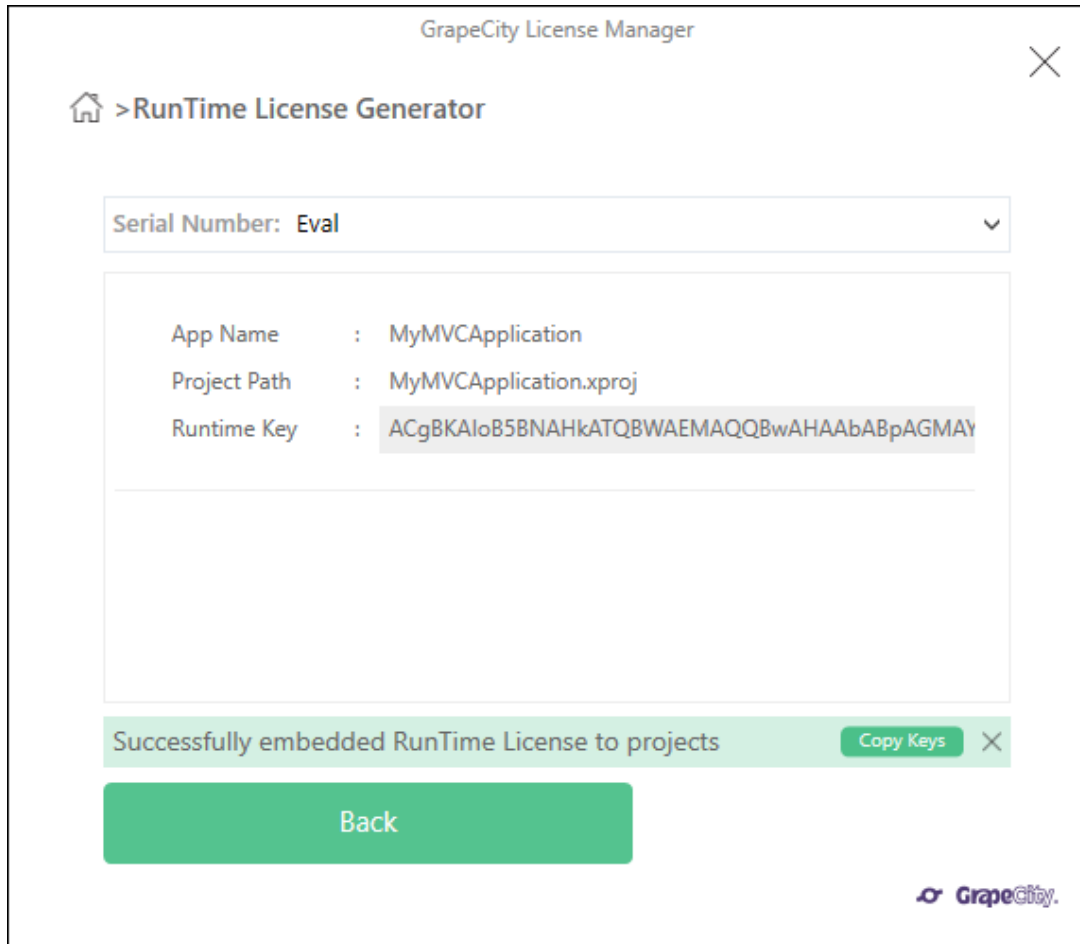 GrapeCity License Manager
>RunTime License Generator
Serial Number: Eval
App Name : MyMVCApplication
Project Path : MyMVCApplication.xproj
Runtime Key : ACgBKAIoB5BNAHkATQBWAEMAQQBwAHAAbABpAGMAY
Successfully embedded RunTime License to projects Copy Keys
Back
GrapeCity.